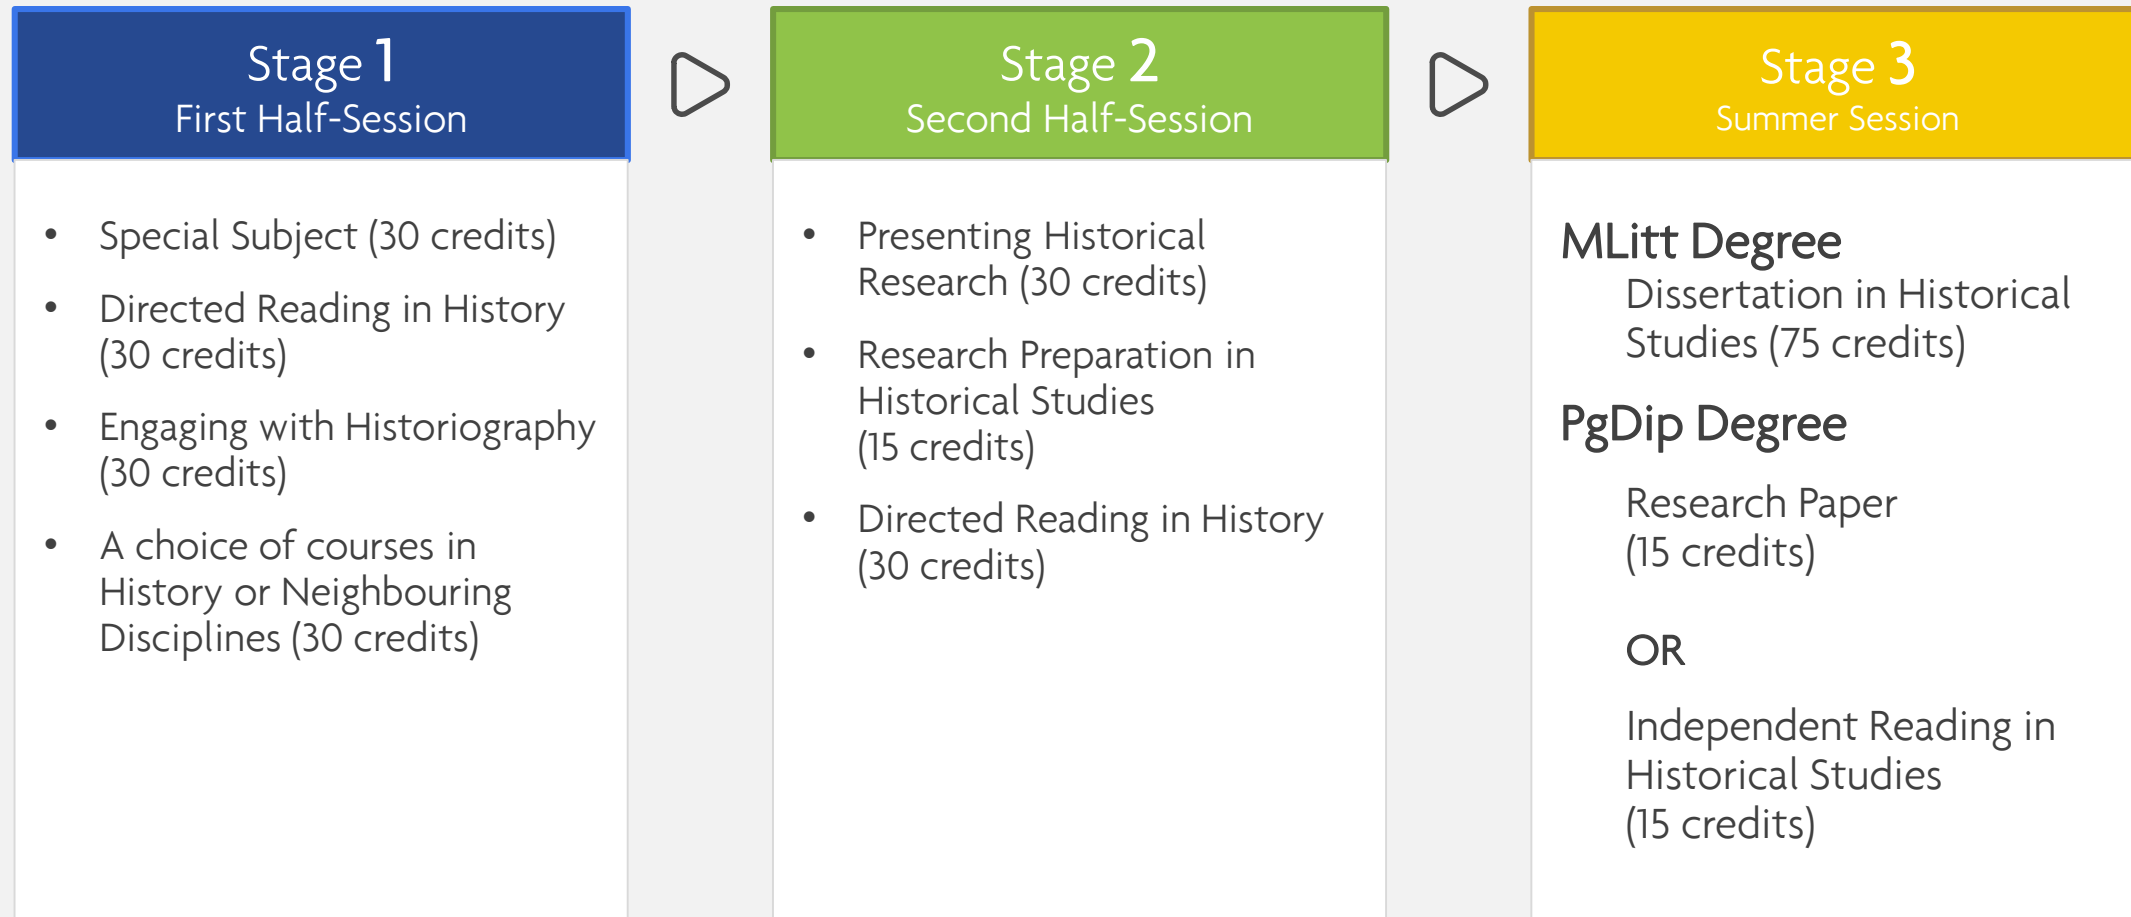 Stage 1
First Half-Session
• Special Subject (30 credits)
• Directed Reading in History
(30 credits)
• Engaging with Historiography
(30 credits)
• A choice of courses in
History or Neighbouring
Disciplines (30 credits)
Stage 2
Second Half-Session
• Presenting Historical
Research (30 credits)
• Research Preparation in
Historical Studies
(15 credits)
• Directed Reading in History
(30 credits)
Stage 3
Summer Session
MLitt Degree
Dissertation in Historical
Studies (75 credits)
PgDip Degree
Research Paper
(15 credits)
OR
Independent Reading in
Historical Studies
(15 credits)